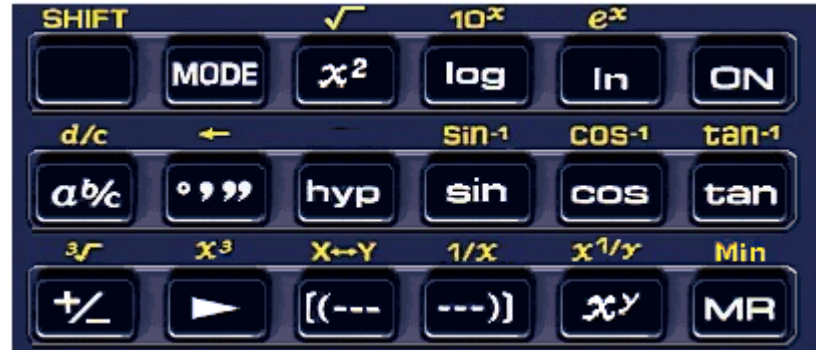 SHIFT √ 10ˣ eˣ
MODE x² log ln ON
d/c ← sin-1 cos-1 tan-1
a b/c ° ’ ” hyp sin cos tan
³√ x³ X↔Y 1/x x¹/ʸ Min
+/− ► [(--- ---)] xʸ MR